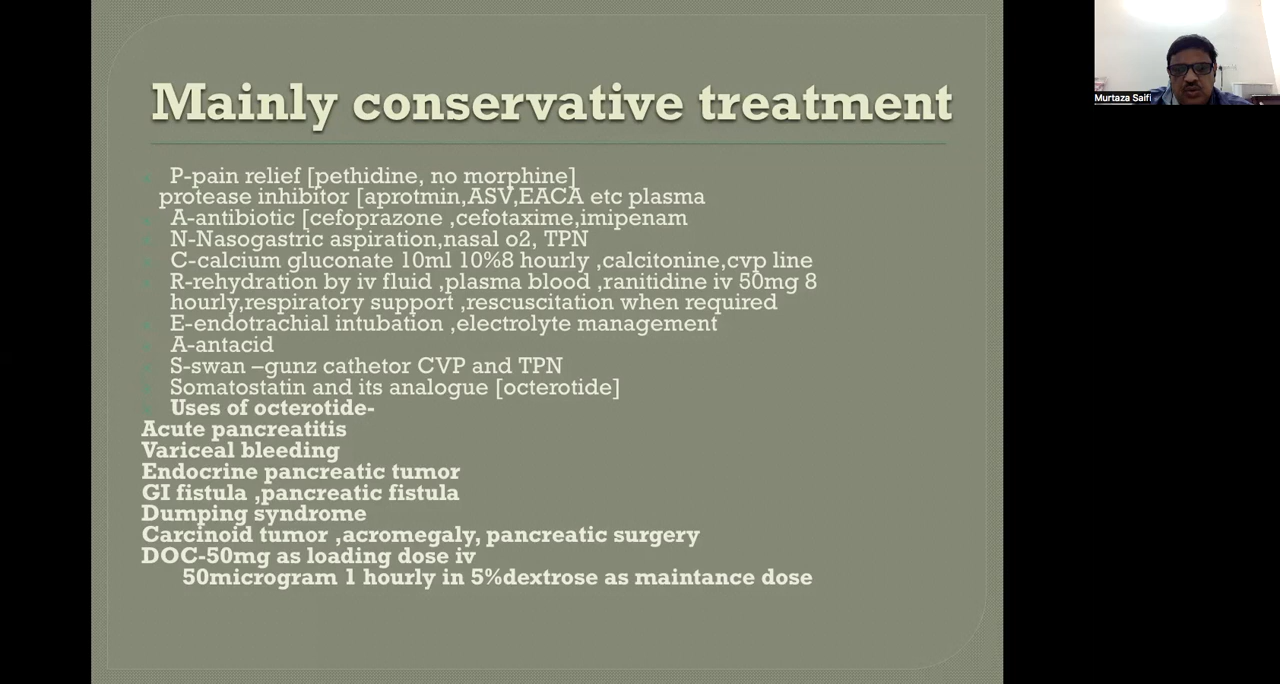 Mainly conservative treatment
P-pain relief [pethidine, no morphine]
protease inhibitor [aprotmin,ASV,EACA etc plasma
A-antibiotic [cefoprazone ,cefotaxime,imipenam
N-Nasogastric aspiration,nasal o2, TPN
C-calcium gluconate 10ml 10%8 hourly ,calcitonine,cvp line
R-rehydration by iv fluid ,plasma blood ,ranitidine iv 50mg 8
hourly,respiratory support ,rescuscitation when required
E-endotrachial intubation ,electrolyte management
A-antacid
S-swan –gunz cathetor CVP and TPN
Somatostatin and its analogue [octerotide]
Uses of octerotide-
Acute pancreatitis
Variceal bleeding
Endocrine pancreatic tumor
GI fistula ,pancreatic fistula
Dumping syndrome
Carcinoid tumor ,acromegaly, pancreatic surgery
DOC-50mg as loading dose iv
50microgram 1 hourly in 5%dextrose as maintance dose
Murtaza Saifi